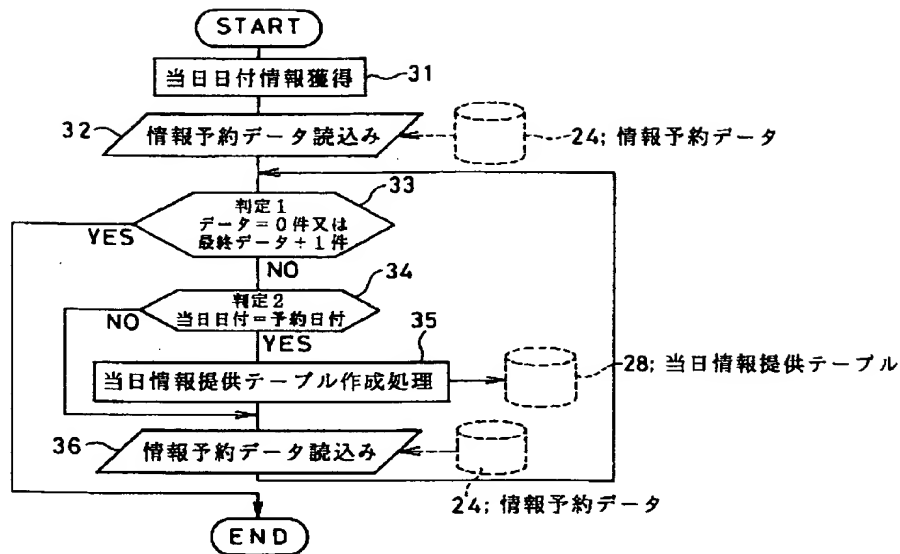 START
当日日付情報獲得
31
32
情報予約データ読込み
24; 情報予約データ
33
判定1
データ=0件又は
最終データ+1件
YES
NO
34
判定2
当日日付=予約日付
NO
YES
35
当日情報提供テーブル作成処理
28; 当日情報提供テーブル
36
情報予約データ読込み
24; 情報予約データ
END